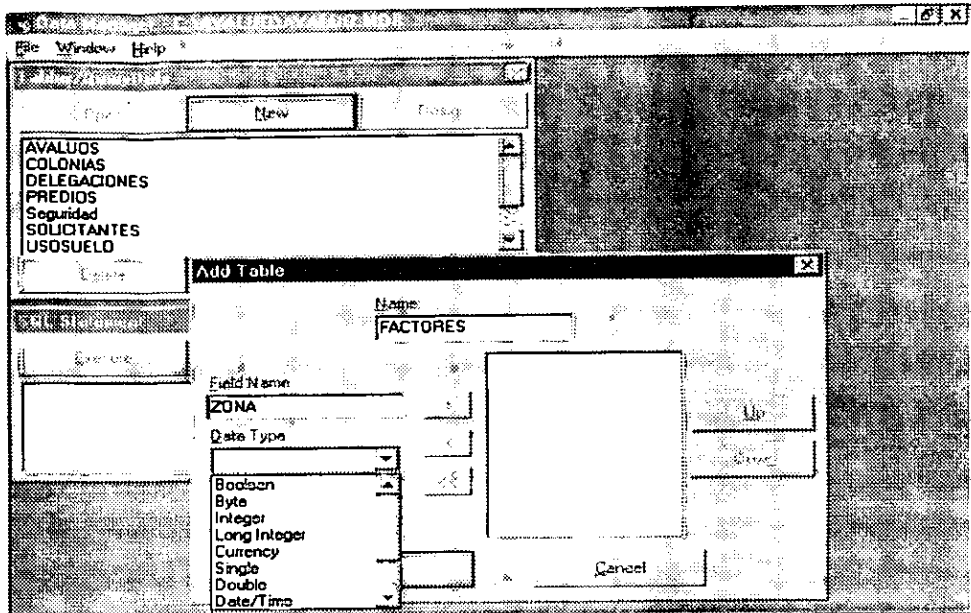 File Window Help
New
AVALUOS
COLONIAS
DELEGACIONES
PREDIOS
Seguridad
SOLICITANTES
USOSUELO
Add Table
Name:
FACTORES
Field Name
ZONA
Up
Data Type
Boolean
Byte
Integer
Long Integer
Currency
Single
Double
Date/Time
Cancel